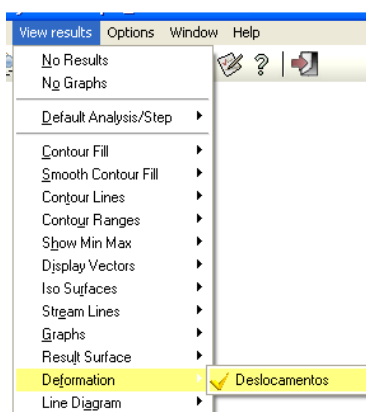 View results Options Window Help
No Results
No Graphs
Default Analysis/Step
Contour Fill
Smooth Contour Fill
Contour Lines
Contour Ranges
Show Min Max
Display Vectors
Iso Surfaces
Stream Lines
Graphs
Result Surface
Deformation Deslocamentos
Line Diagram